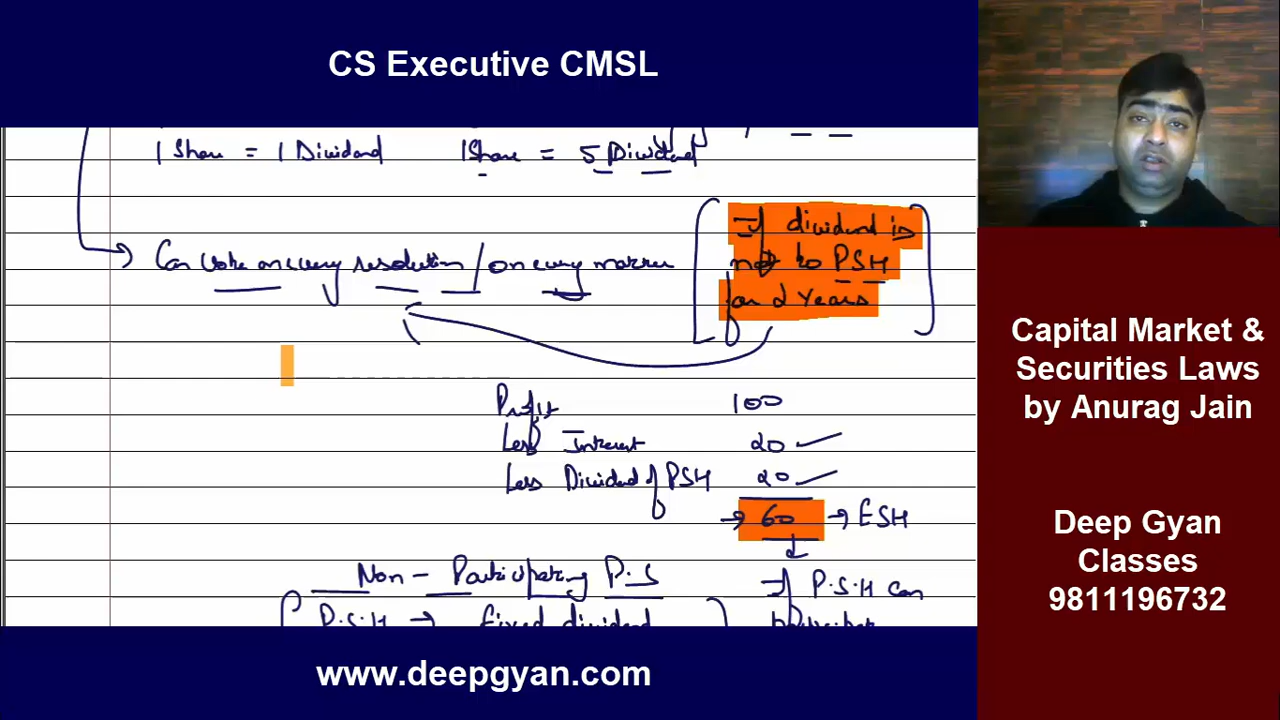 CS Executive CMSL
1 Share = 1 Dividend
1 Share = 5 Dividend
Can vote on every resolution / on every matter
If dividend is
not to PSH
for 2 years
Profit 100
Less Interest 20
Less Dividend of PSH 20
→ 60 → ESH
Non - Participating P.S
If P.S.H can
P.S.H → fixed dividend
participate
Capital Market &
Securities Laws
by Anurag Jain
Deep Gyan
Classes
9811196732
www.deepgyan.com